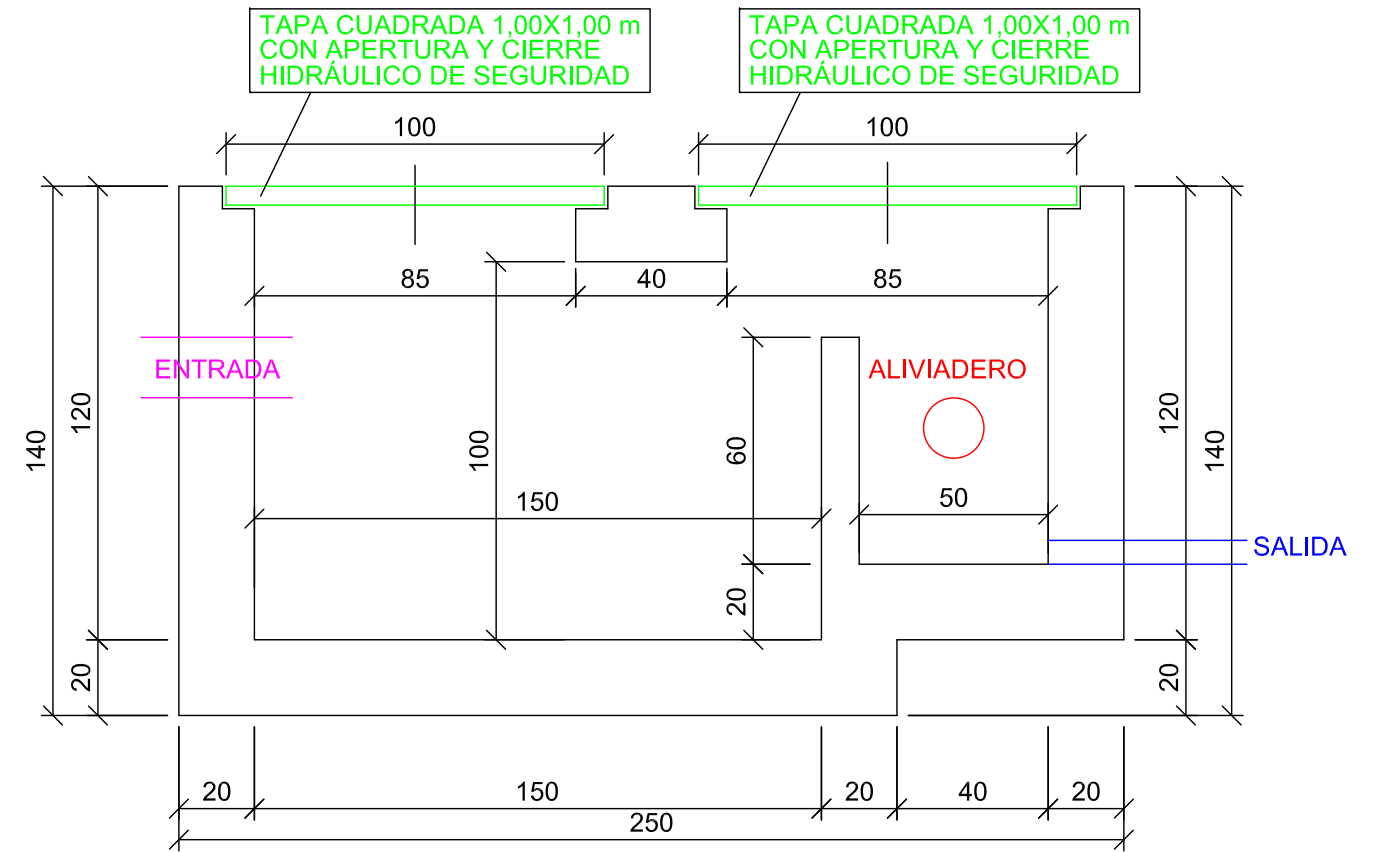 TAPA CUADRADA 1,00X1,00 m
CON APERTURA Y CIERRE
HIDRÁULICO DE SEGURIDAD
TAPA CUADRADA 1,00X1,00 m
CON APERTURA Y CIERRE
HIDRÁULICO DE SEGURIDAD
100
100
85
40
85
ENTRADA
ALIVIADERO
140
120
100
60
120
140
150
50
SALIDA
20
20
20
20
150
20
40
20
250